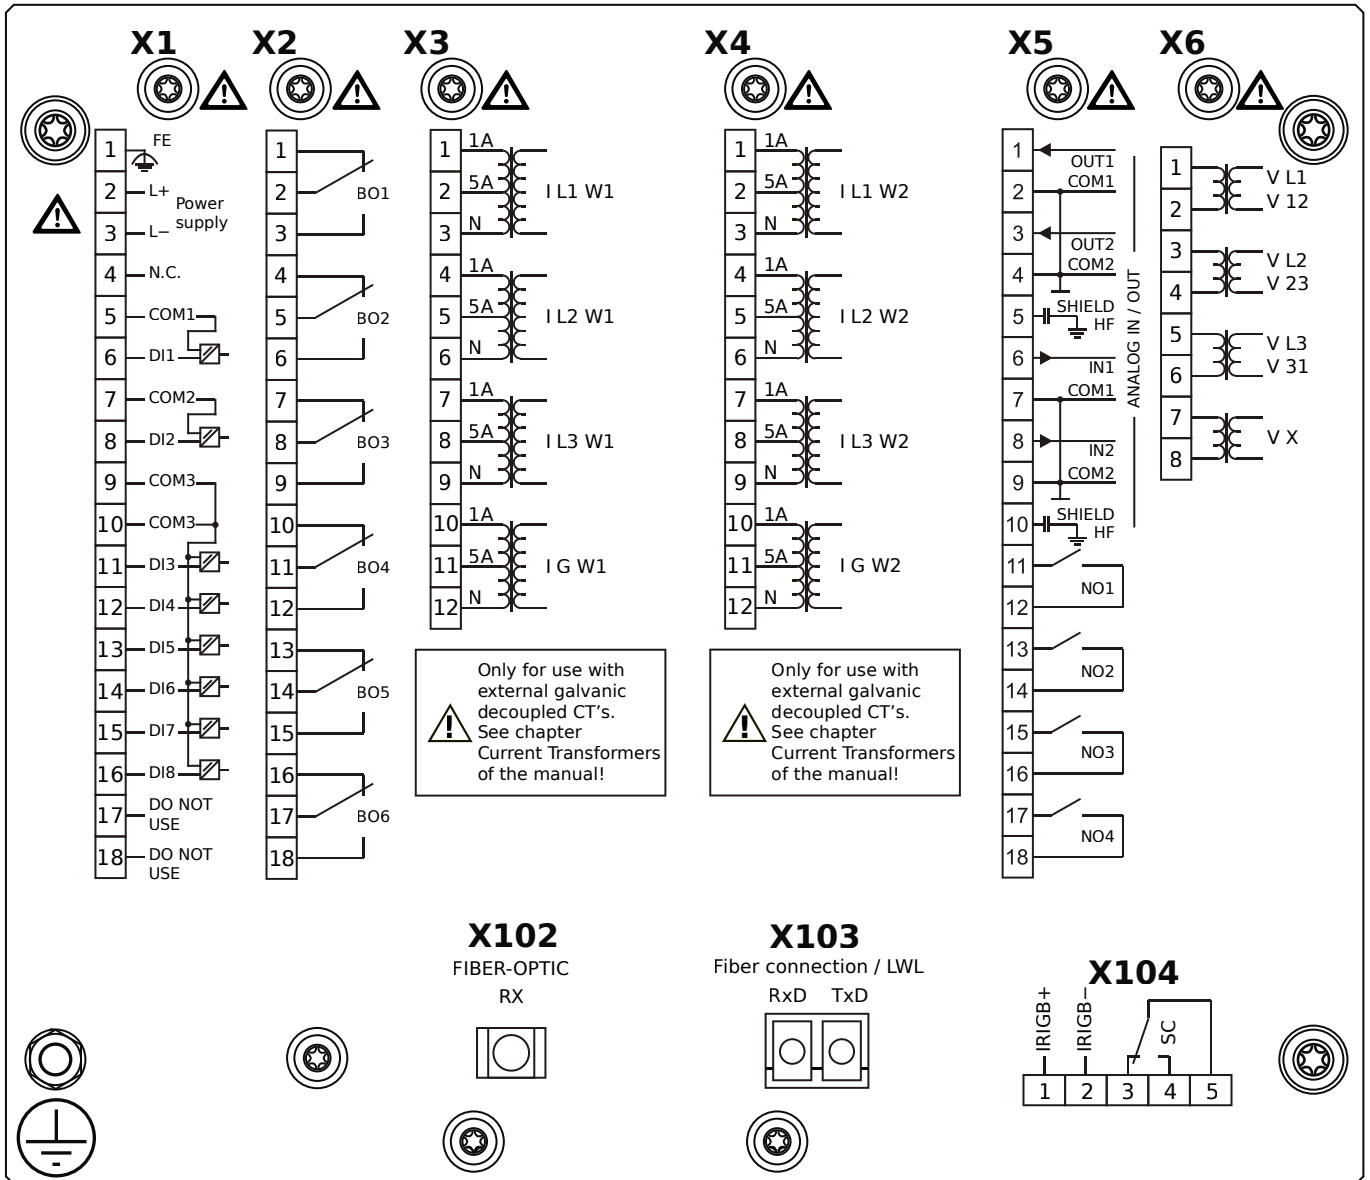 X1
X2
X3
X4
X5
X6
1 FE
2 L+
Power
supply
3 L−
4 N.C.
5 COM1
6 DI1
7 COM2
8 DI2
9 COM3
10 COM3
11 DI3
12 DI4
13 DI5
14 DI6
15 DI7
16 DI8
17 DO NOT
USE
18 DO NOT
USE
1
2 BO1
3
4
5 BO2
6
7
8 BO3
9
10
11 BO4
12
13
14 BO5
15
16
17 BO6
18
1 1A
2 5A I L1 W1
3 N
4 1A
5 5A I L2 W1
6 N
7 1A
8 5A I L3 W1
9 N
10 1A
11 5A I G W1
12 N
Only for use with
external galvanic
decoupled CT's.
See chapter
Current Transformers
of the manual!
1 1A
2 5A I L1 W2
3 N
4 1A
5 5A I L2 W2
6 N
7 1A
8 5A I L3 W2
9 N
10 1A
11 5A I G W2
12 N
Only for use with
external galvanic
decoupled CT's.
See chapter
Current Transformers
of the manual!
1 OUT1
2 COM1
3 OUT2
4 COM2
5 SHIELD
HF
6 IN1
7 COM1
8 IN2
9 COM2
10 SHIELD
HF
ANALOG IN / OUT
11
NO1
12
13
NO2
14
15
NO3
16
17
NO4
18
1 V L1
2 V 12
3 V L2
4 V 23
5 V L3
6 V 31
7
V X
8
X102
FIBER-OPTIC
RX
X103
Fiber connection / LWL
RxD TxD
X104
IRIGB+
IRIGB−
SC
1 2 3 4 5